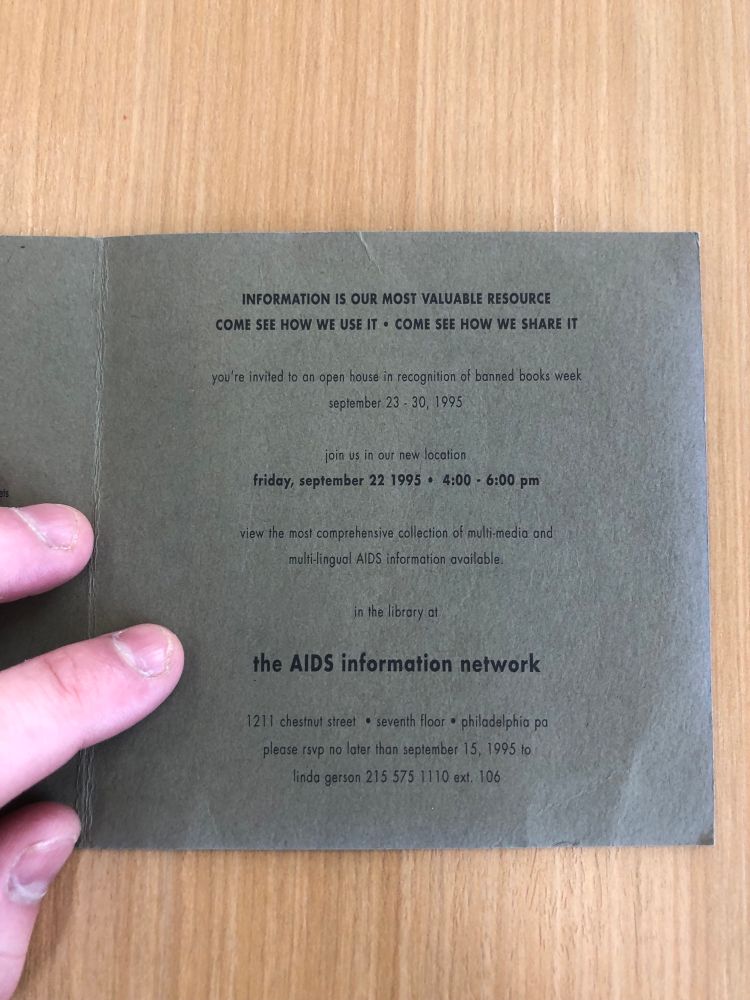 INFORMATION IS OUR MOST VALUABLE RESOURCE
COME SEE HOW WE USE IT • COME SEE HOW WE SHARE IT
you're invited to an open house in recognition of banned books week
september 23 - 30, 1995
join us in our new location
friday, september 22 1995 • 4:00 - 6:00 pm
view the most comprehensive collection of multi-media and
multi-lingual AIDS information available.
in the library at
the AIDS information network
1211 chestnut street • seventh floor • philadelphia pa
please rsvp no later than september 15, 1995 to
linda gerson 215 575 1110 ext. 106